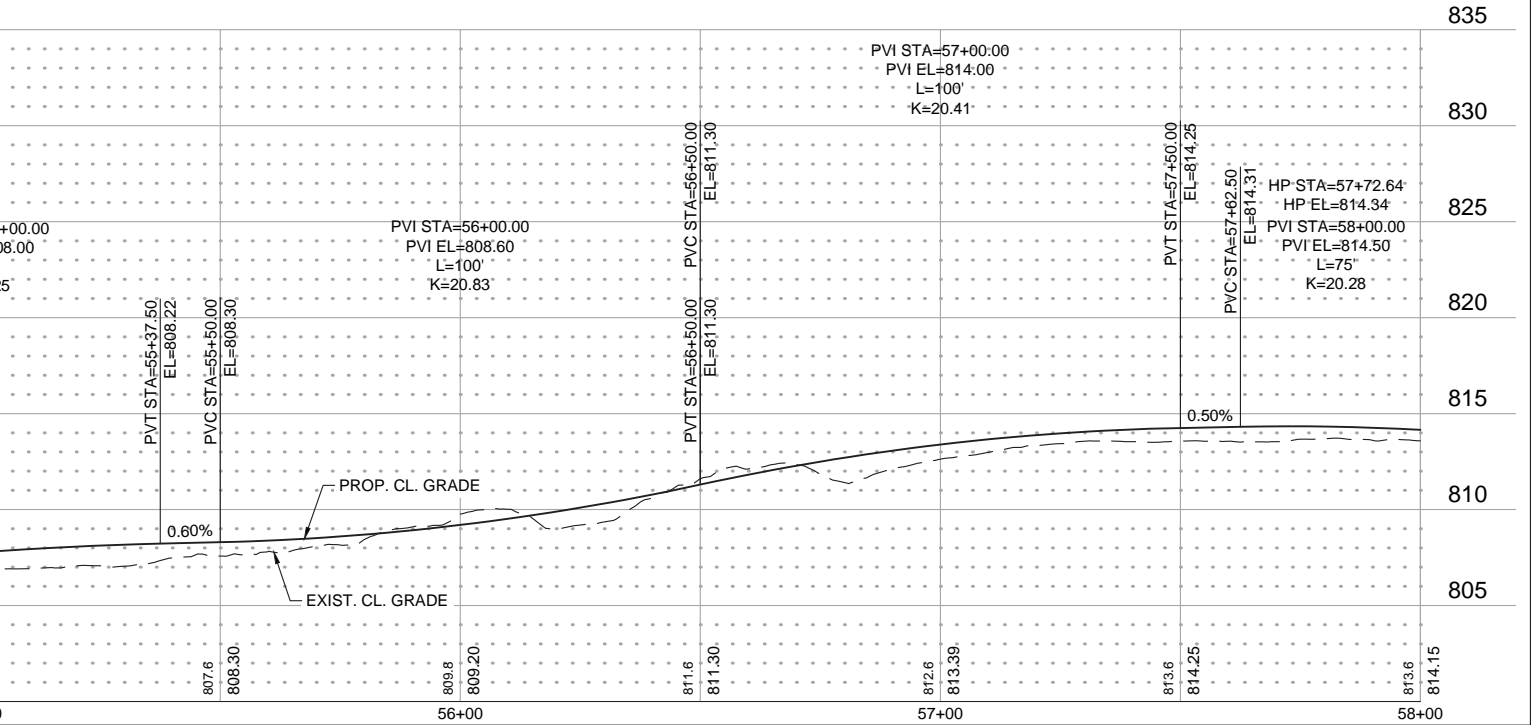 835
830
825
820
815
810
805
+00.00
08.00
PVT STA=55+37.50
EL=808.22
PVC STA=55+50.00
EL=808.30
0.60%
PVI STA=56+00.00
PVI EL=808.60
L=100'
K=20.83
PVC STA=56+50.00
EL=811.30
PVT STA=56+50.00
EL=811.30
PVI STA=57+00.00
PVI EL=814.00
L=100'
K=20.41
PVT STA=57+50.00
EL=814.25
0.50%
PVC STA=57+62.50
EL=814.31
HP STA=57+72.64
HP EL=814.34
PVI STA=58+00.00
PVI EL=814.50
L=75'
K=20.28
PROP. CL. GRADE
EXIST. CL. GRADE
807.6
808.30
809.8
809.20
811.6
811.30
812.6
813.39
813.6
814.25
813.6
814.15
56+00
57+00
58+00